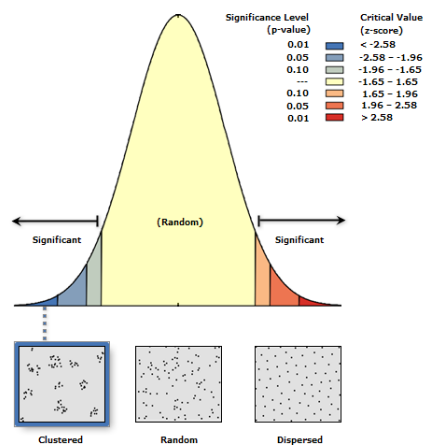 Significance Level Critical Value
(p-value) (z-score)
0.01 < -2.58
0.05 -2.58 – -1.96
0.10 -1.96 – -1.65
--- -1.65 – 1.65
0.10 1.65 – 1.96
0.05 1.96 – 2.58
0.01 > 2.58
(Random)
Significant Significant
Clustered Random Dispersed